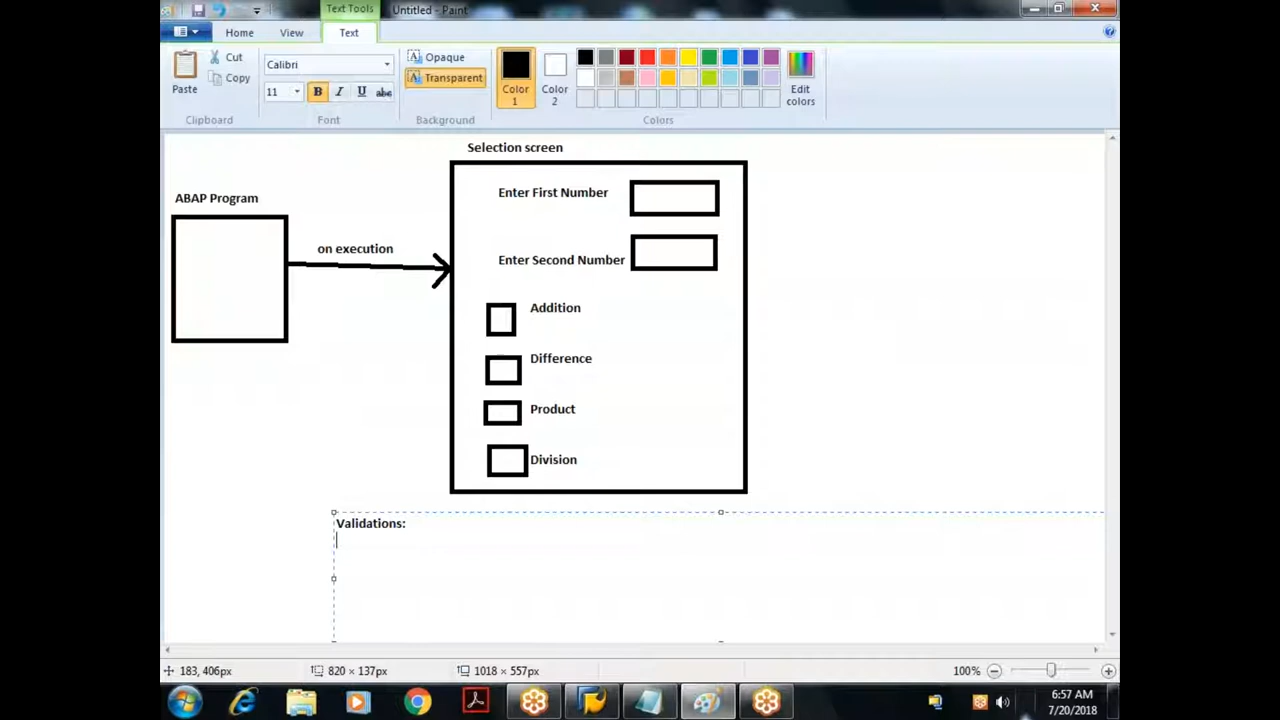 Text Tools
Untitled - Paint
Home
View
Text
Paste
Cut
Copy
Clipboard
Calibri
11
B
I
U
abc
Font
Opaque
Transparent
Background
Color
1
Color
2
Edit
colors
Colors
Selection screen
ABAP Program
on execution
Enter First Number
Enter Second Number
Addition
Difference
Product
Division
Validations:
183, 406px
820 × 137px
1018 × 557px
100%
6:57 AM
7/20/2018